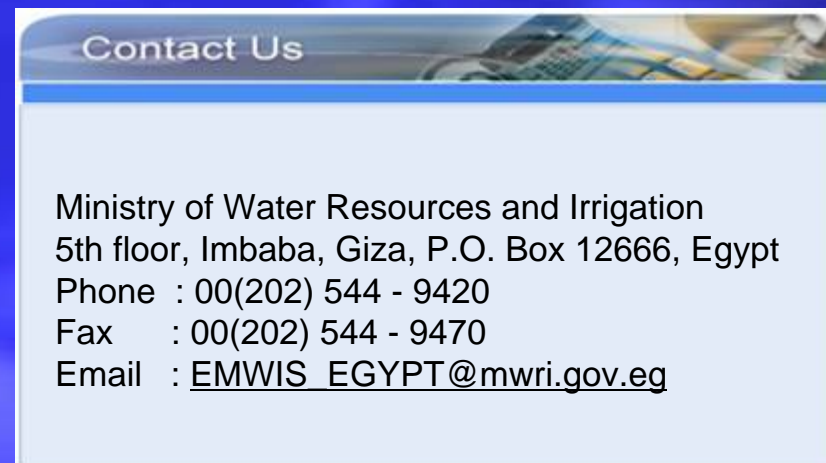 Contact Us
Ministry of Water Resources and Irrigation
5th floor, Imbaba, Giza, P.O. Box 12666, Egypt
Phone : 00(202) 544 - 9420
Fax : 00(202) 544 - 9470
Email : EMWIS_EGYPT@mwri.gov.eg